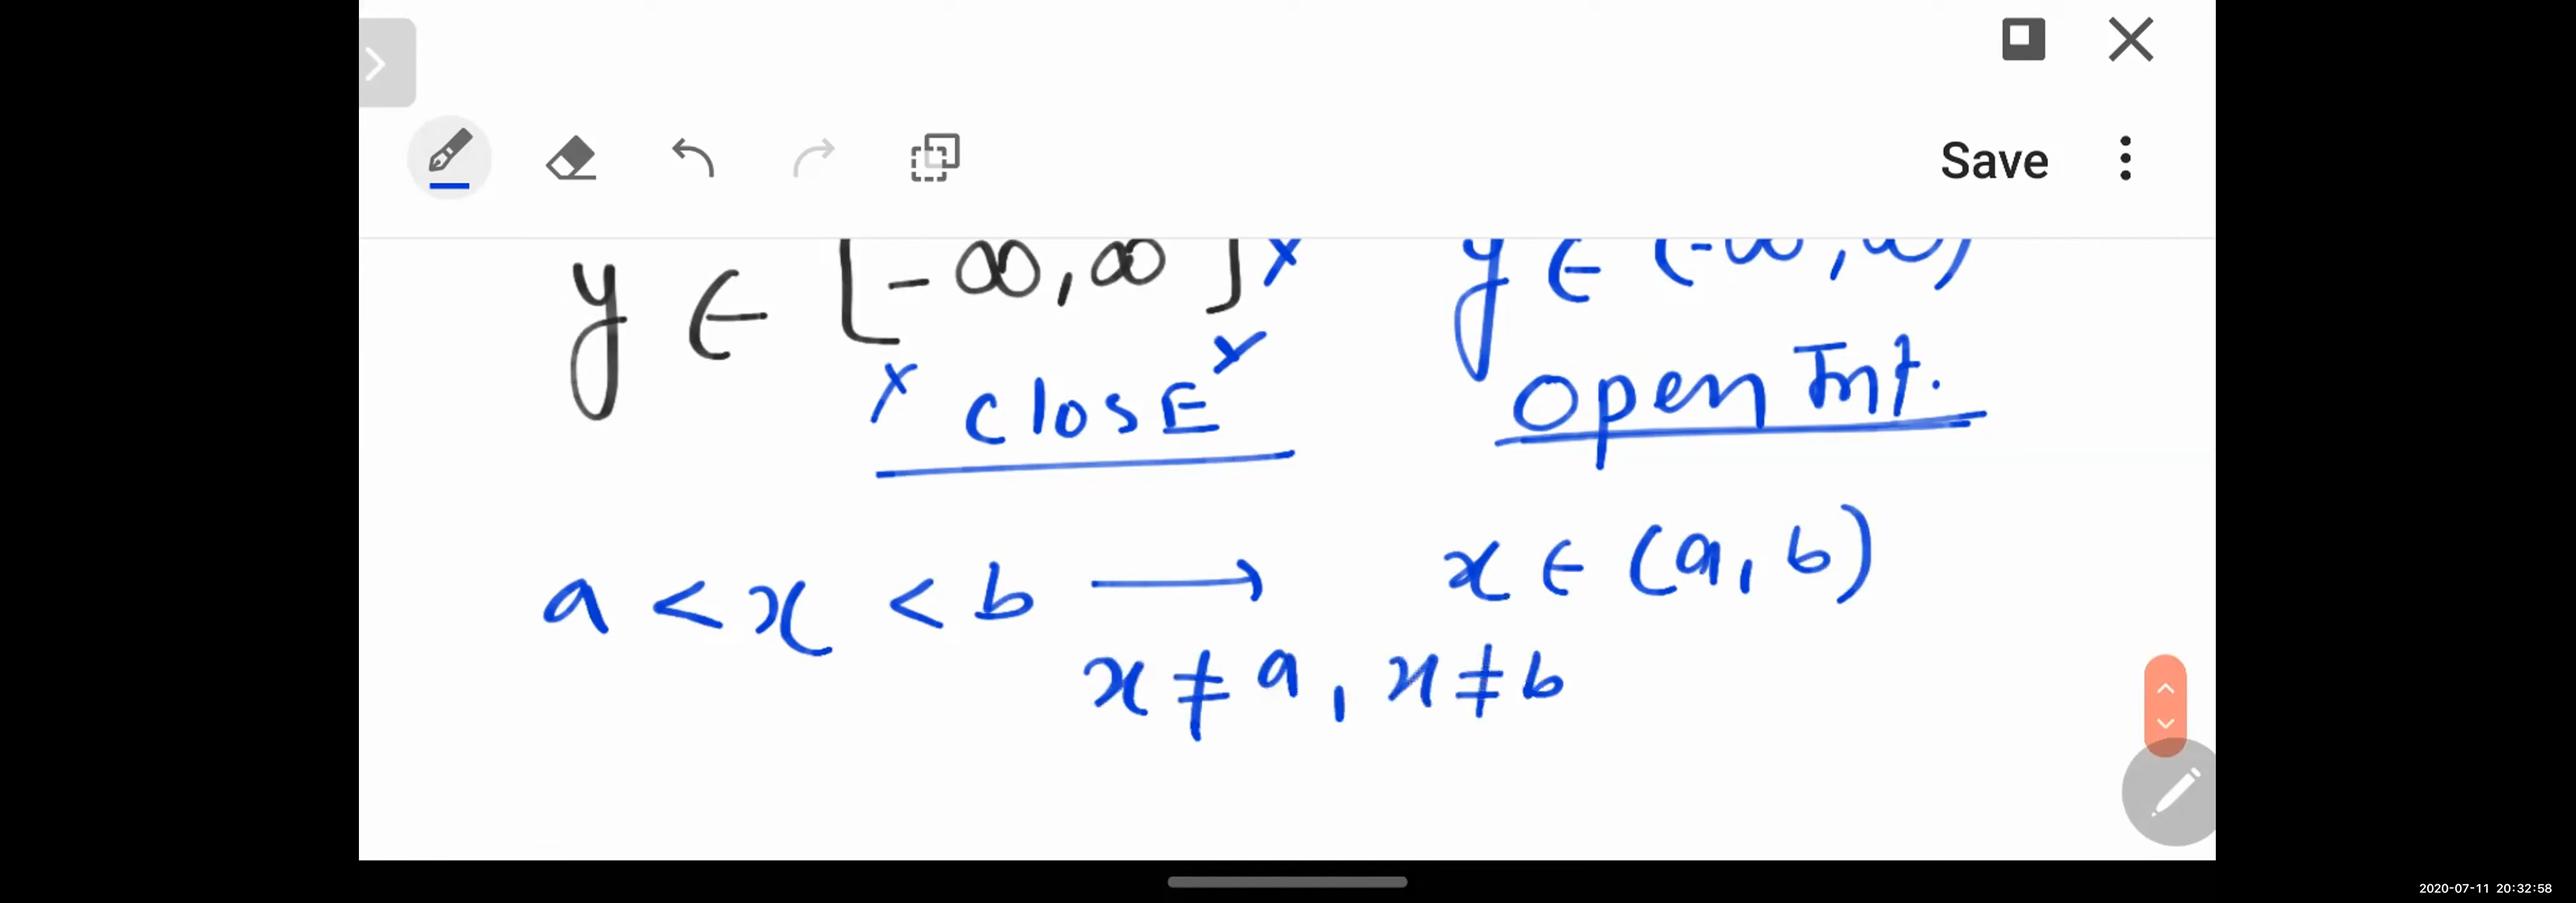 Save
y ∈ [-∞, ∞] x y ∈ (-∞, ∞)
x closE x Open Int.
a < x < b → x ∈ (a, b)
x ≠ a, x ≠ b
2020-07-11 20:32:58